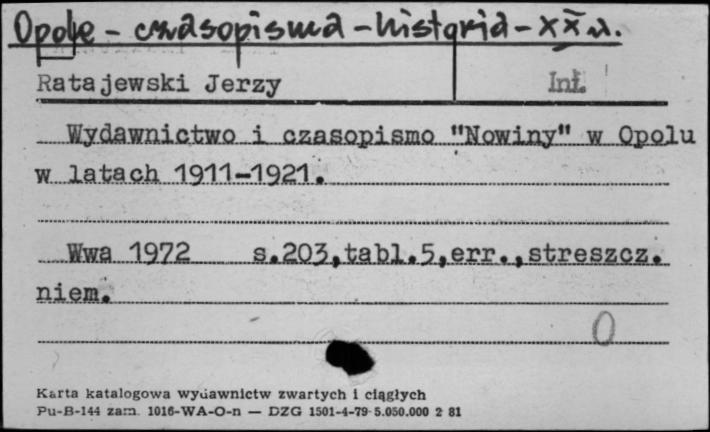 Opole - czasopisma - historia - XX w.
Ratajewski Jerzy Inf.
Wydawnictwo i czasopismo "Nowiny" w Opolu
w latach 1911-1921.
Wwa 1972 s.203,tabl.5,err.,streszcz.
niem.
0
Karta katalogowa wydawnictw zwartych i ciągłych
Pu-B-144 zam. 1016-WA-O-n — DZG 1501-4-79 5.050.000 2 81